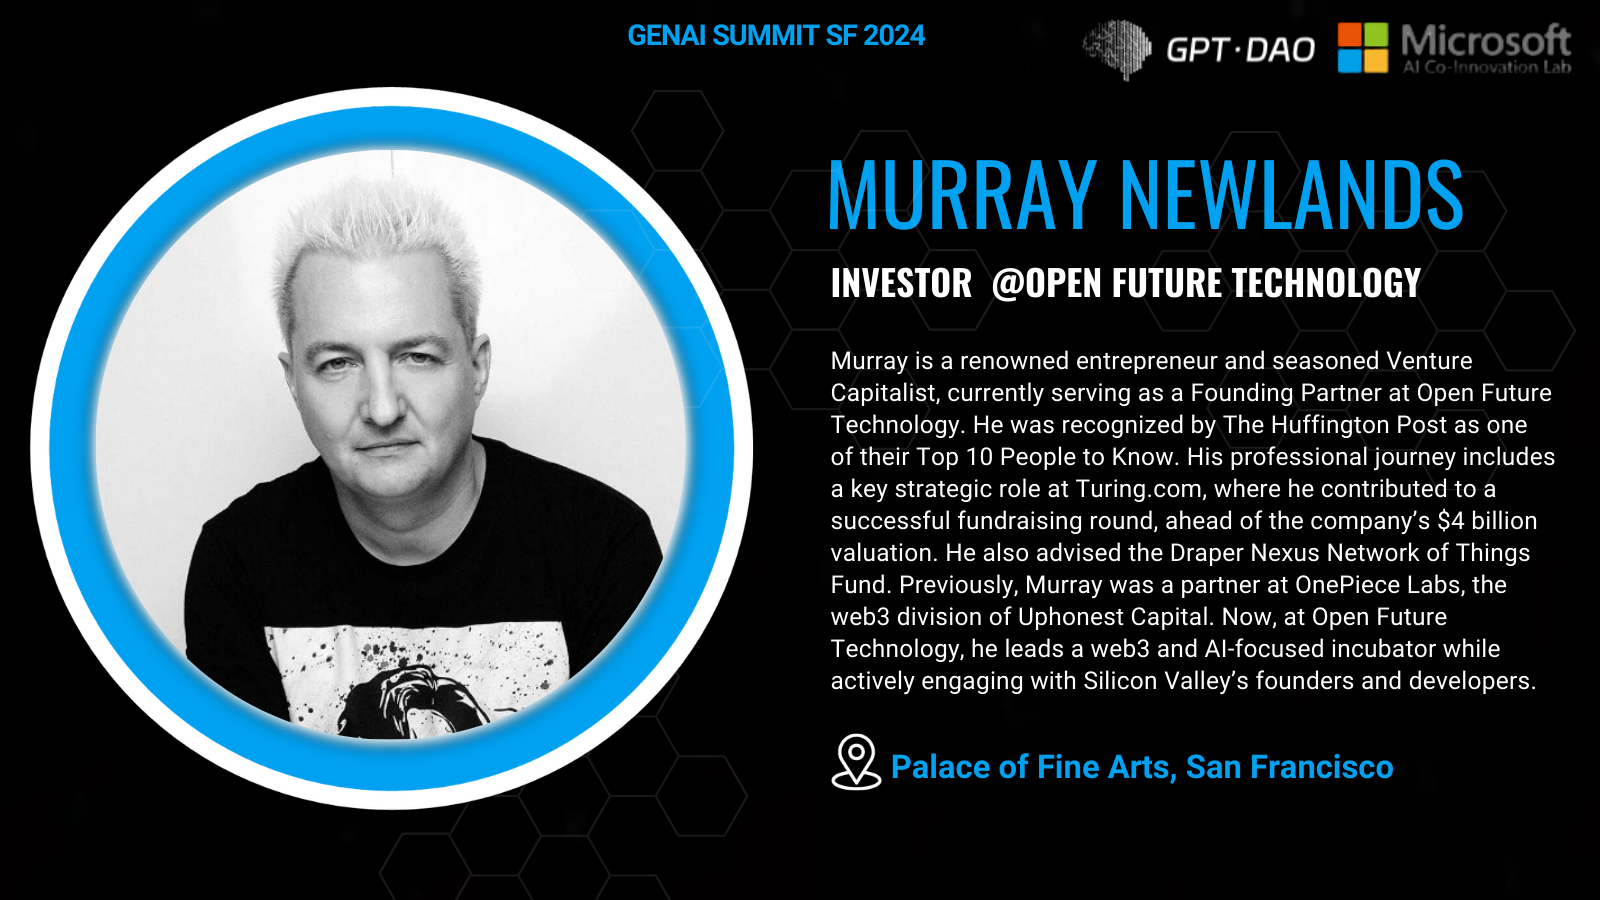 GENAI SUMMIT SF 2024
GPT·DAO
Microsoft
AI Co-Innovation Lab
MURRAY NEWLANDS
INVESTOR @OPEN FUTURE TECHNOLOGY
Murray is a renowned entrepreneur and seasoned Venture
Capitalist, currently serving as a Founding Partner at Open Future
Technology. He was recognized by The Huffington Post as one
of their Top 10 People to Know. His professional journey includes
a key strategic role at Turing.com, where he contributed to a
successful fundraising round, ahead of the company’s $4 billion
valuation. He also advised the Draper Nexus Network of Things
Fund. Previously, Murray was a partner at OnePiece Labs, the
web3 division of Uphonest Capital. Now, at Open Future
Technology, he leads a web3 and AI-focused incubator while
actively engaging with Silicon Valley’s founders and developers.
Palace of Fine Arts, San Francisco